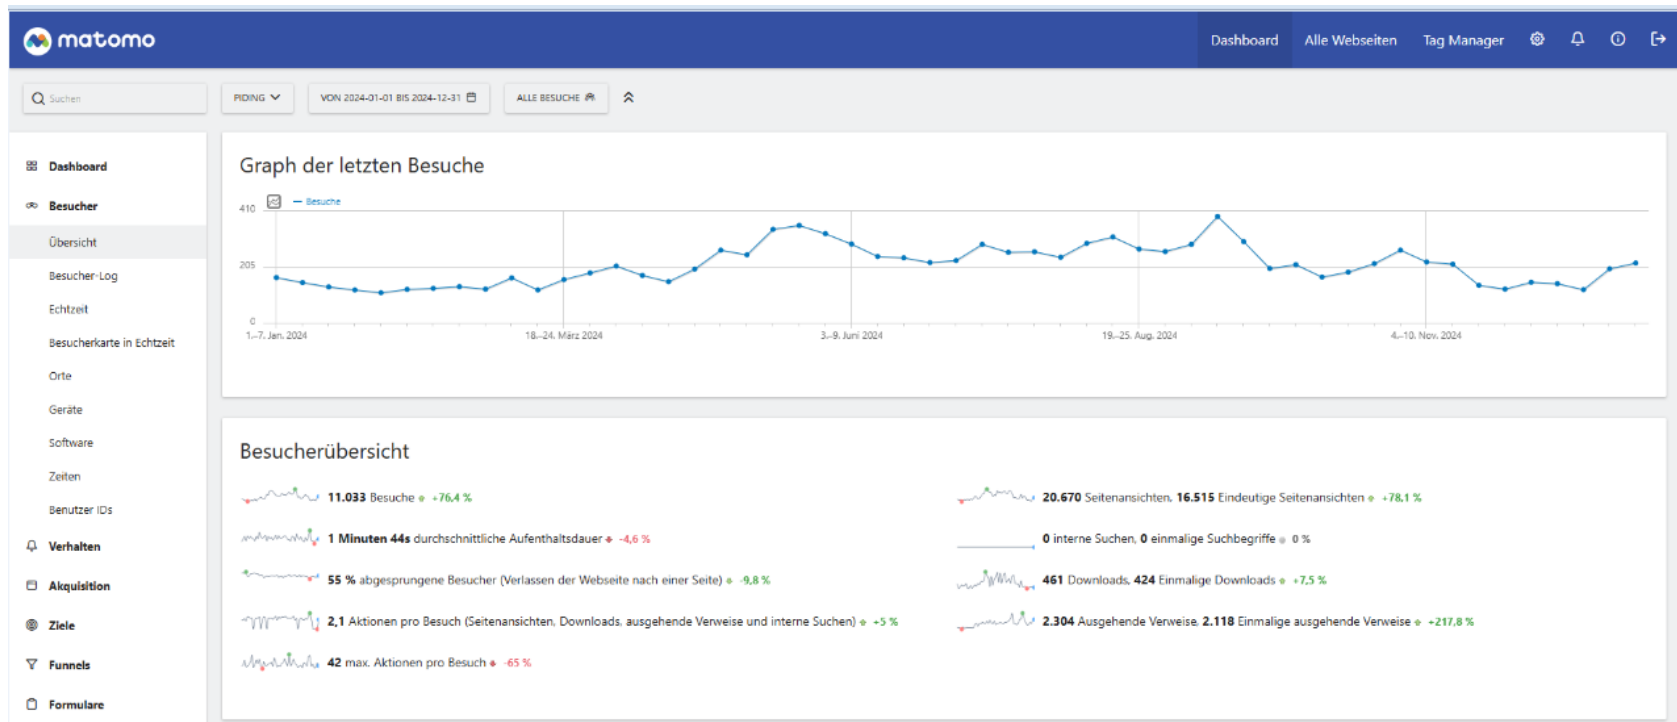 matomo
Dashboard Alle Webseiten Tag Manager
Suchen
PIDING VON 2024-01-01 BIS 2024-12-31 ALLE BESUCHE
Dashboard
Besucher
Übersicht
Besucher-Log
Echtzeit
Besucherkarte in Echtzeit
Orte
Geräte
Software
Zeiten
Benutzer IDs
Verhalten
Akquisition
Ziele
Funnels
Formulare
Graph der letzten Besuche
Besuche
410
205
0
1.–7. Jan. 2024 18.–24. März 2024 3.–9. Juni 2024 19.–25. Aug. 2024 4.–10. Nov. 2024
Besucherübersicht
11.033 Besuche +76,4 %
1 Minuten 44s durchschnittliche Aufenthaltsdauer -4,6 %
55 % abgesprungene Besucher (Verlassen der Webseite nach einer Seite) -9,8 %
2,1 Aktionen pro Besuch (Seitenansichten, Downloads, ausgehende Verweise und interne Suchen) +5 %
42 max. Aktionen pro Besuch -65 %
20.670 Seitenansichten, 16.515 Eindeutige Seitenansichten +78,1 %
0 interne Suchen, 0 einmalige Suchbegriffe 0 %
461 Downloads, 424 Einmalige Downloads +7,5 %
2.304 Ausgehende Verweise, 2.118 Einmalige ausgehende Verweise +217,8 %